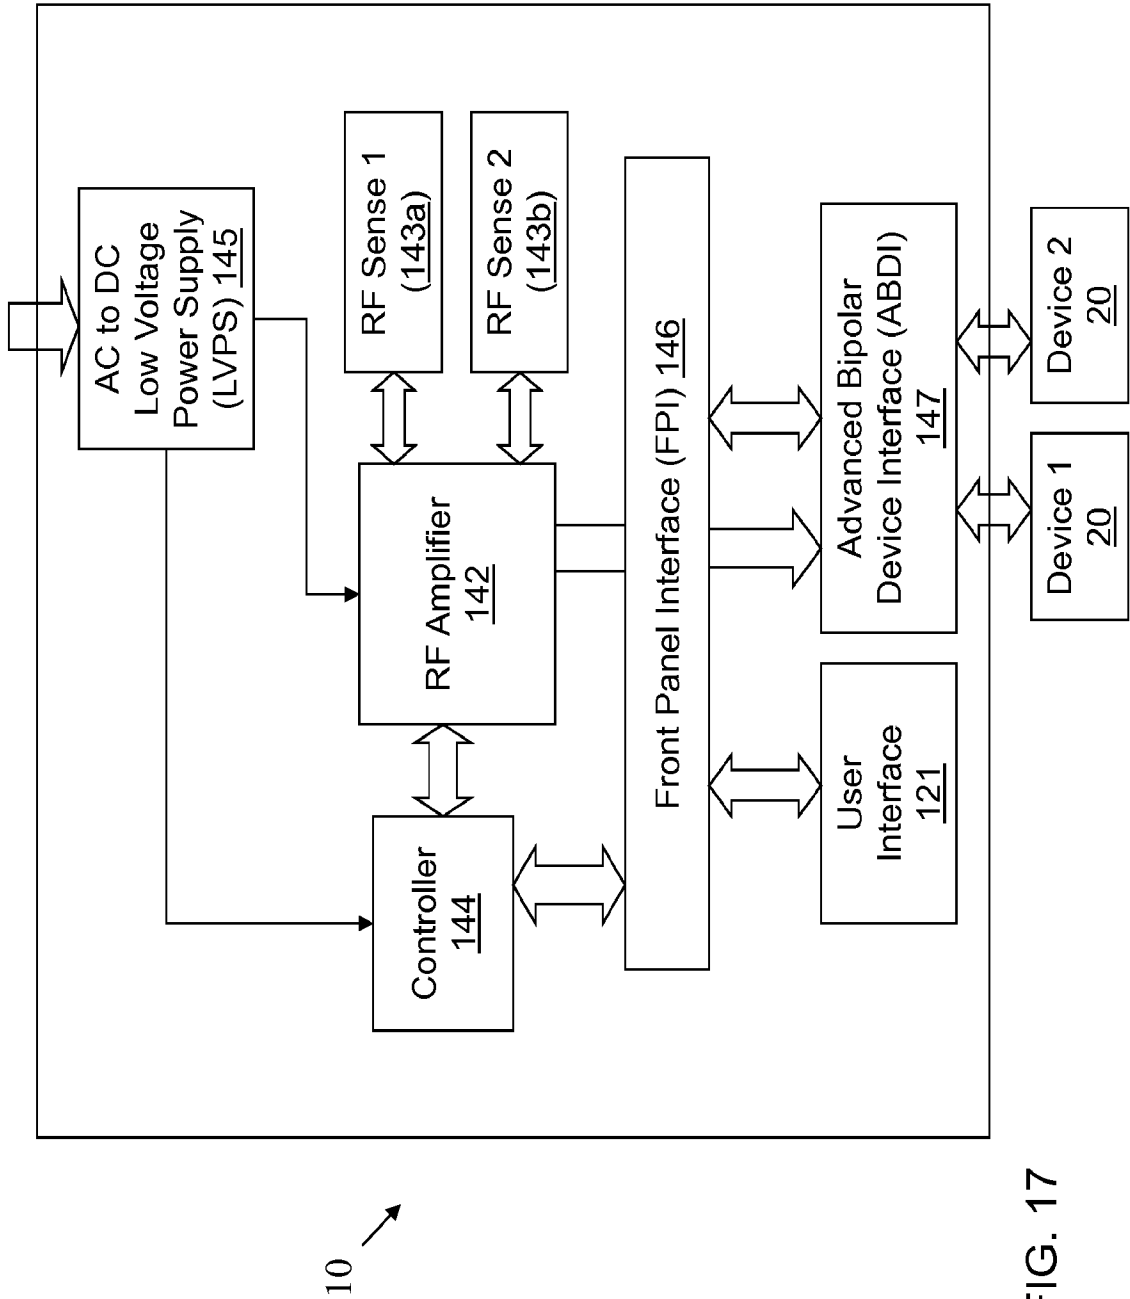 AC to DC
Low Voltage
Power Supply
(LVPS) 145
RF Sense 1
(143a)
RF Sense 2
(143b)
RF Amplifier
142
Controller
144
Front Panel Interface (FPI) 146
Advanced Bipolar
Device Interface (ABDI)
147
User
Interface
121
Device 1
20
Device 2
20
10
FIG. 17